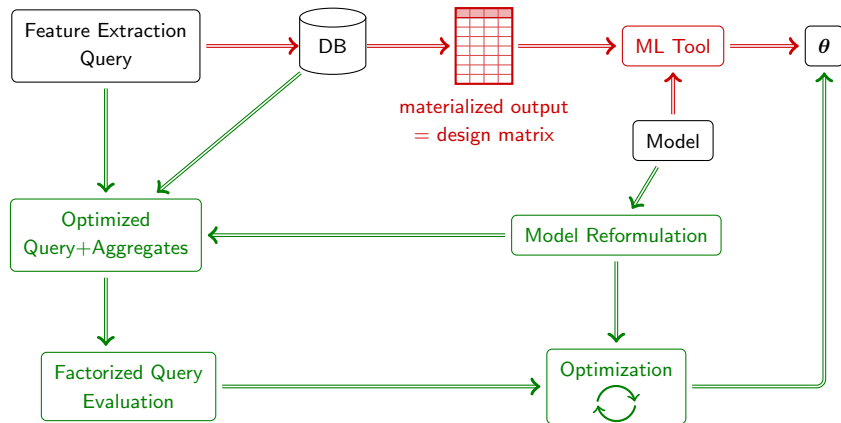 Feature Extraction
Query
DB
materialized output
= design matrix
ML Tool
θ
Model
Optimized
Query+Aggregates
Model Reformulation
Factorized Query
Evaluation
Optimization